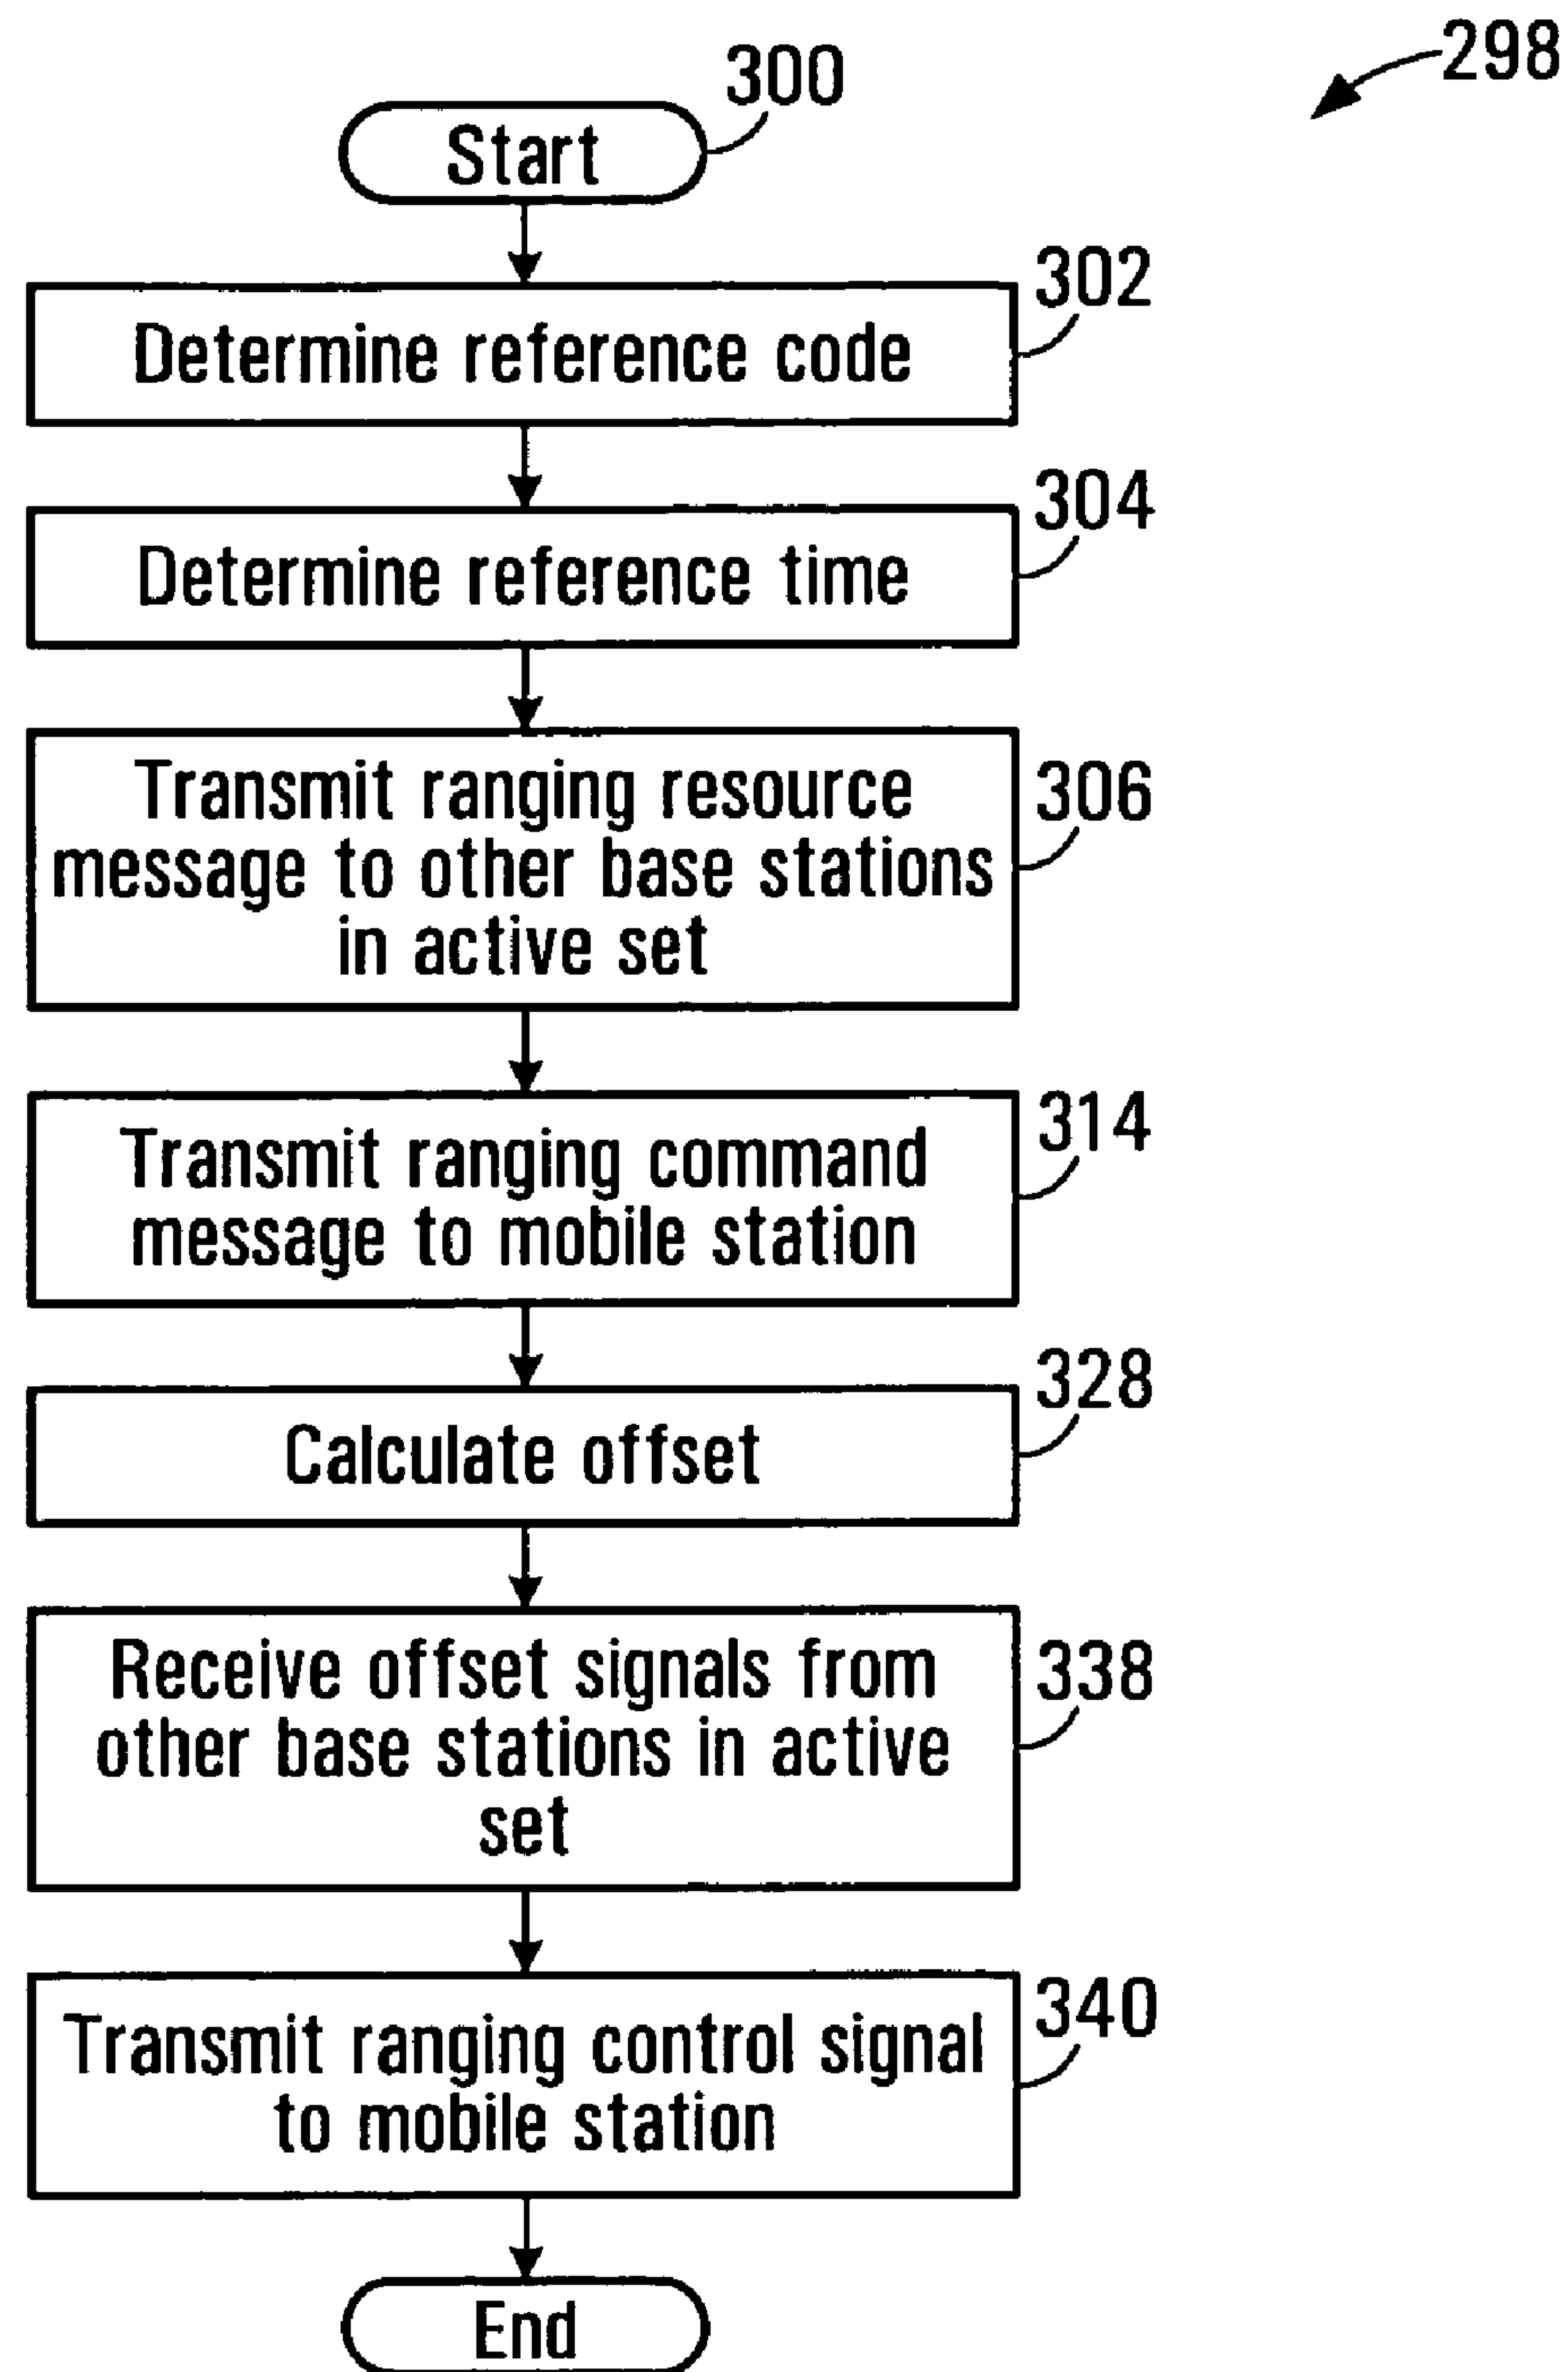 298
300
Start
302
Determine reference code
304
Determine reference time
306
Transmit ranging resource
message to other base stations
in active set
314
Transmit ranging command
message to mobile station
328
Calculate offset
338
Receive offset signals from
other base stations in active
set
340
Transmit ranging control signal
to mobile station
End